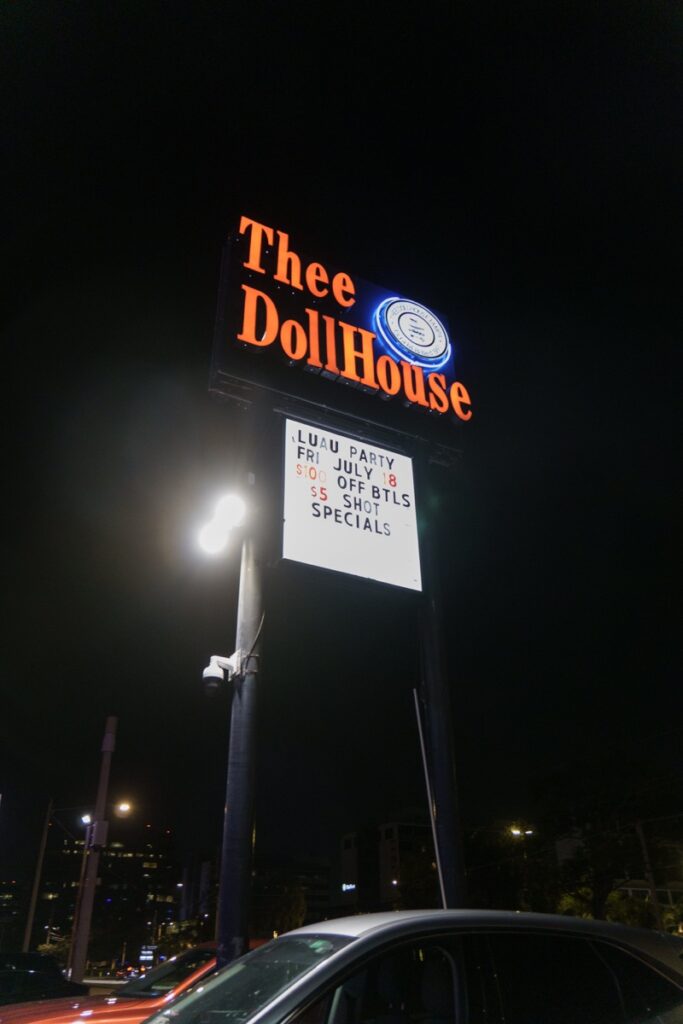 Thee
DollHouse
LUAU PARTY
FRI JULY 18
$100 OFF BTLS
$5 SHOT
SPECIALS